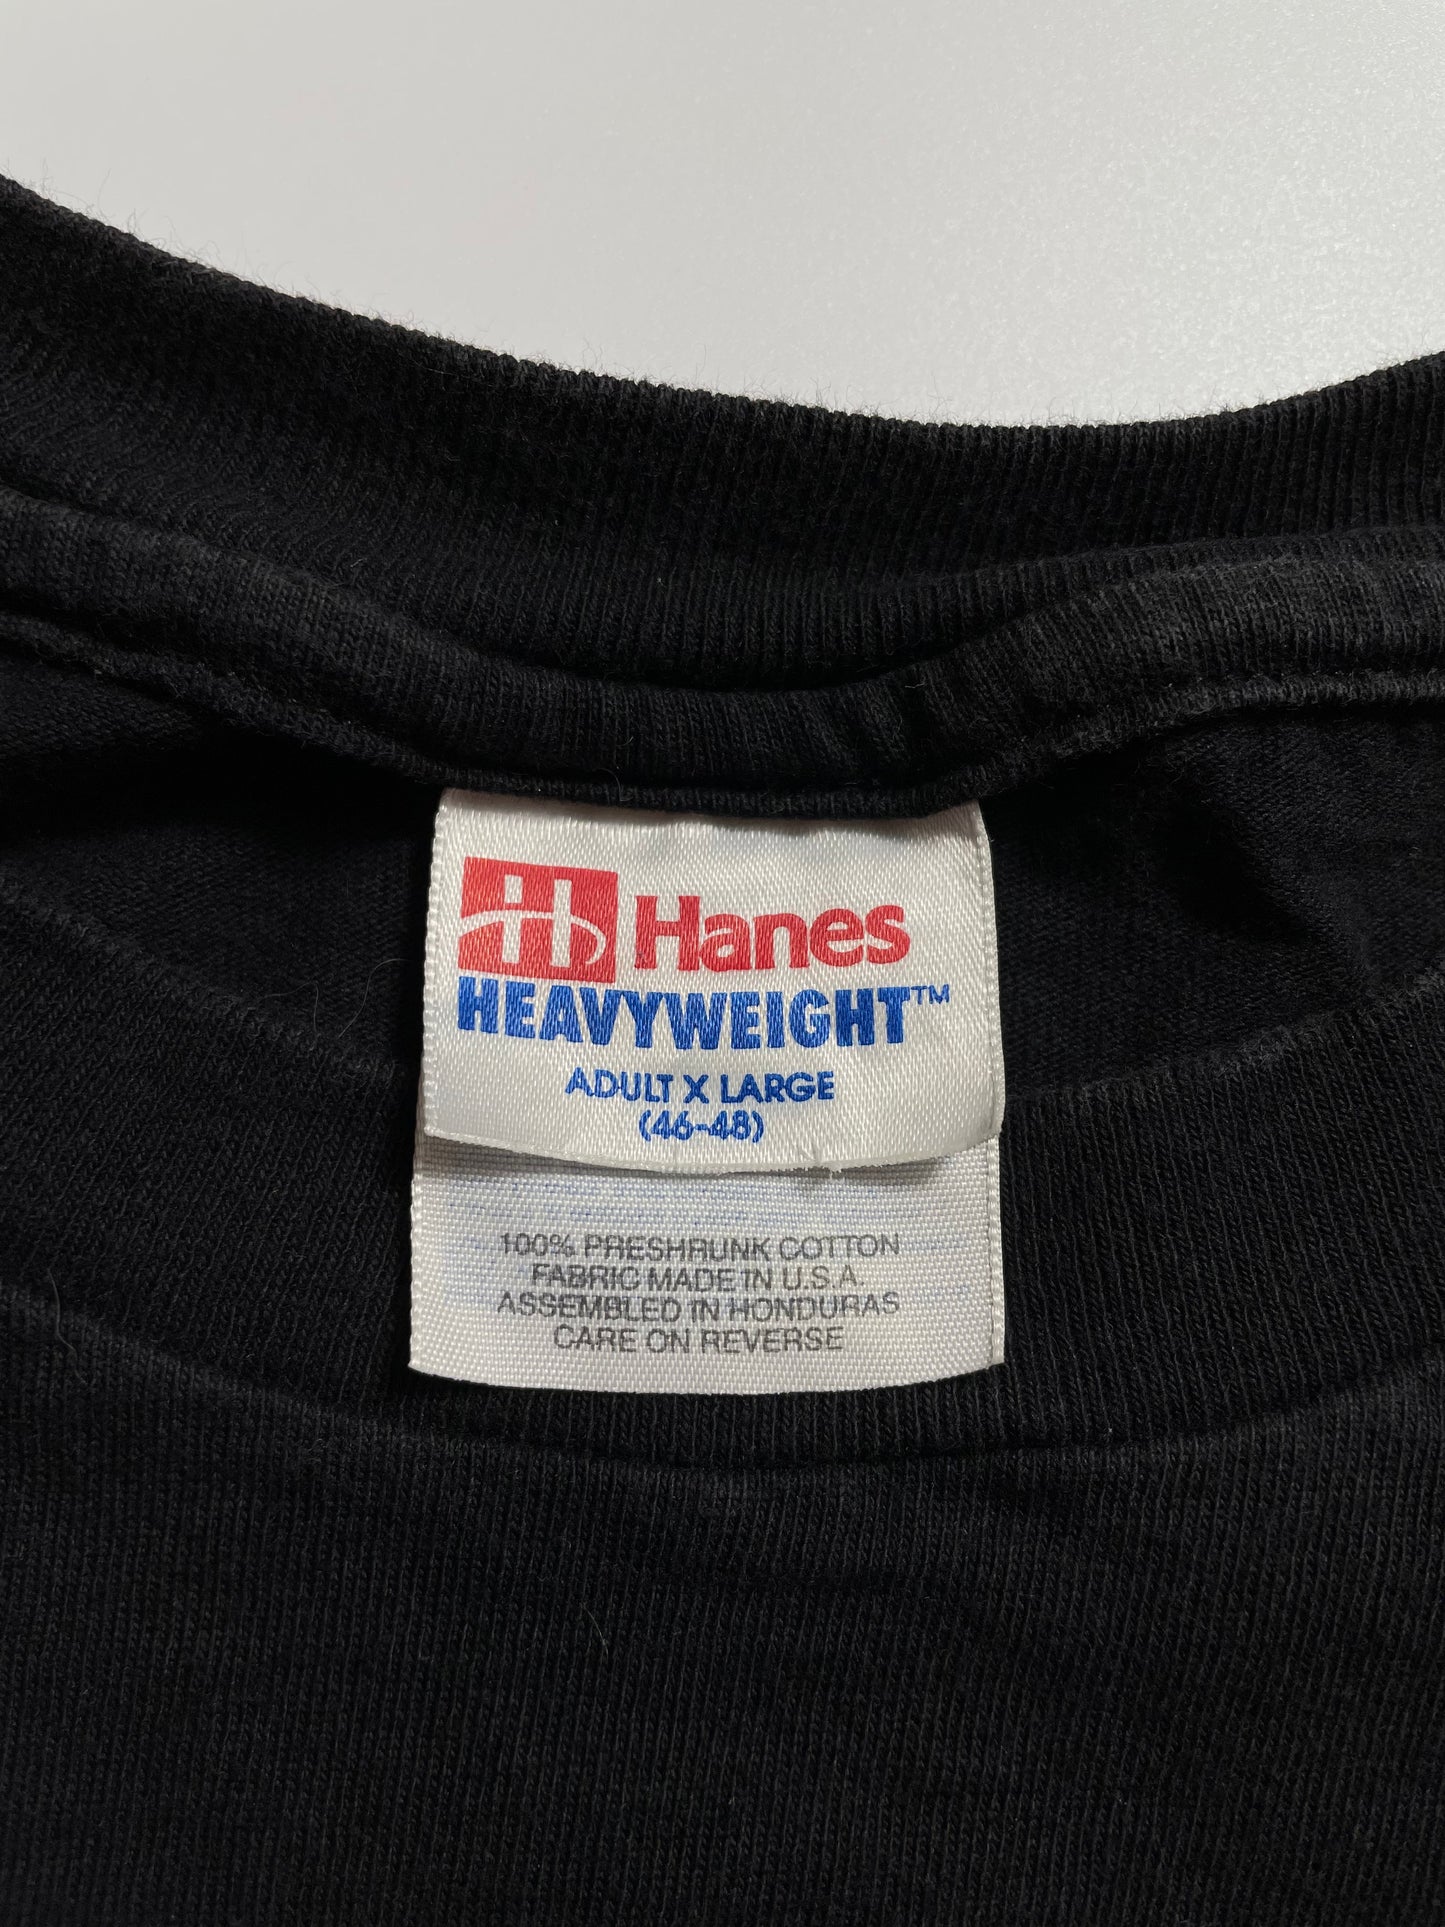 H Hanes
HEAVYWEIGHT™
ADULT X LARGE
(46-48)
100% PRESHRUNK COTTON
FABRIC MADE IN U.S.A.
ASSEMBLED IN HONDURAS
CARE ON REVERSE